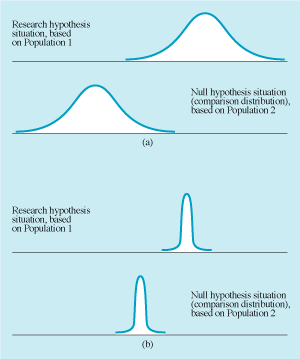 Research hypothesis
situation, based
on Population 1
Null hypothesis situation
(comparison distribution),
based on Population 2
(a)
Research hypothesis
situation, based
on Population 1
Null hypothesis situation
(comparison distribution),
based on Population 2
(b)